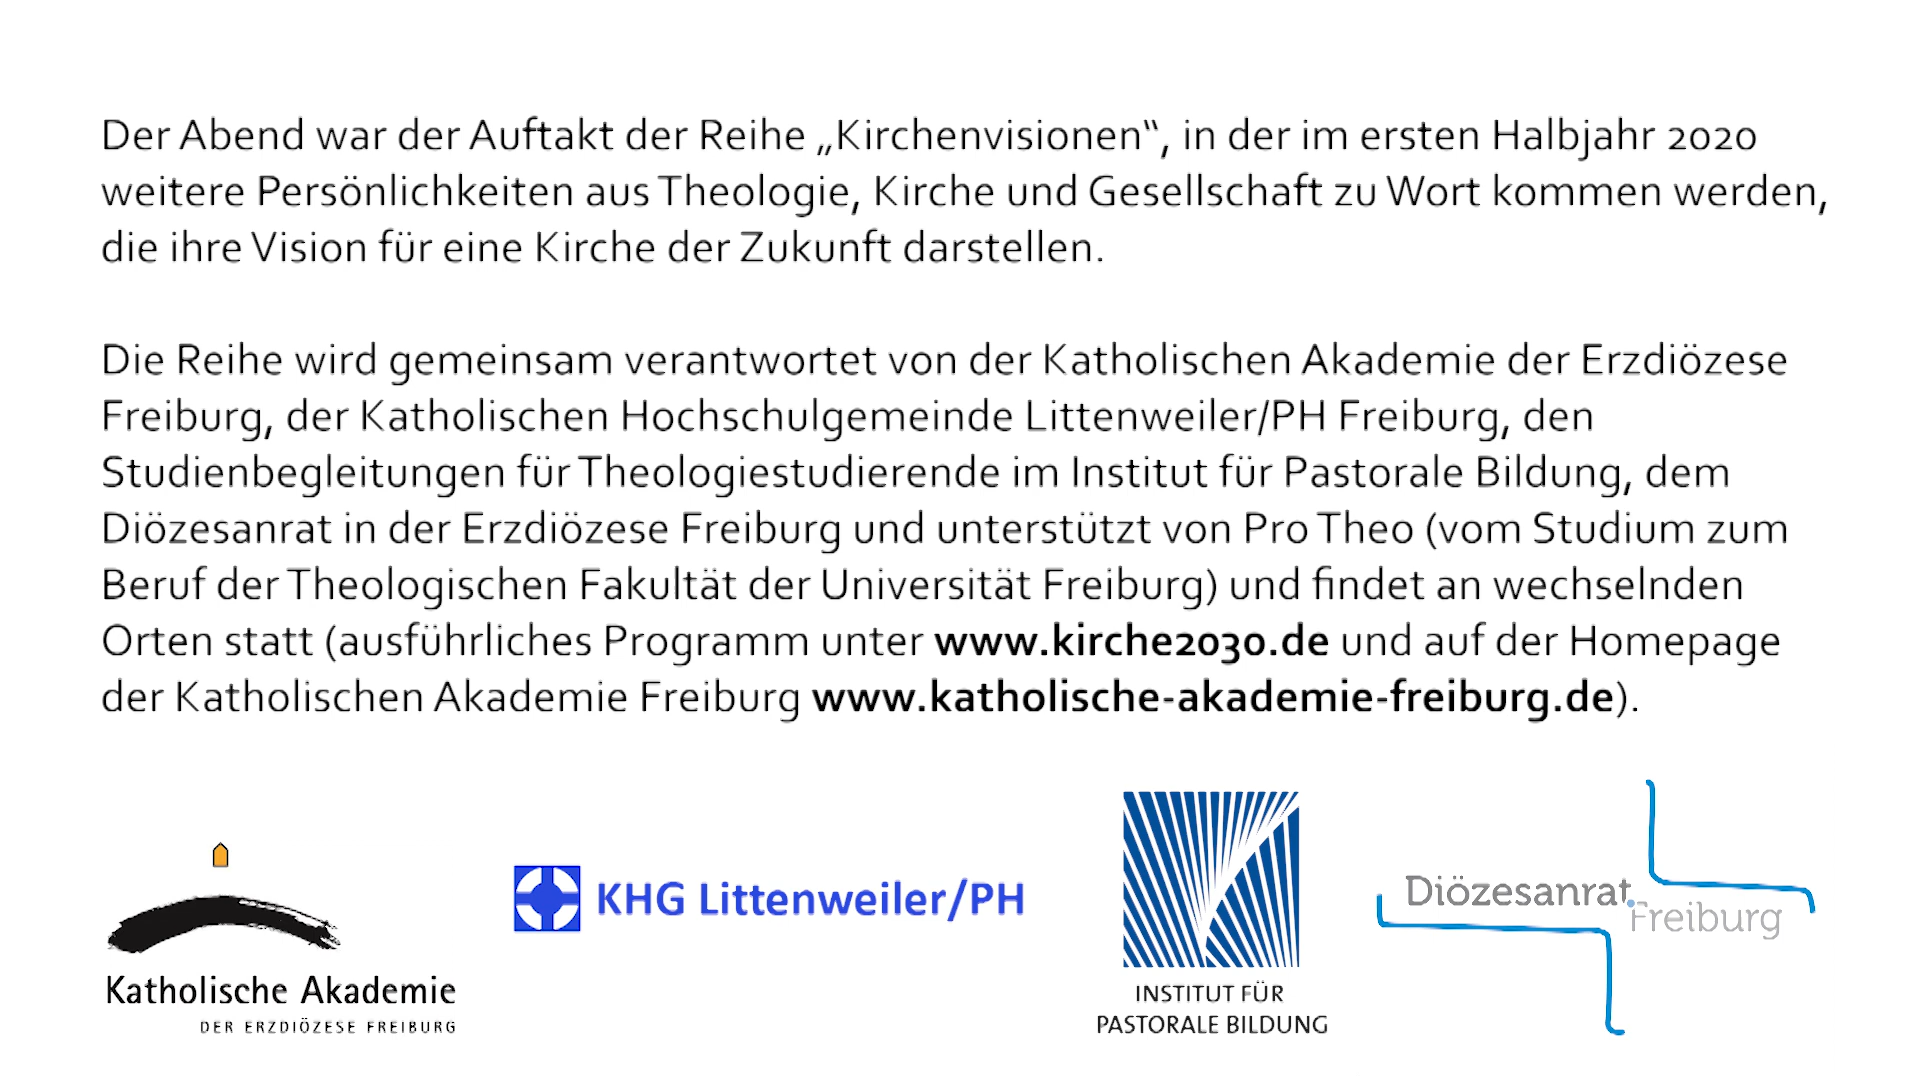 Der Abend war der Auftakt der Reihe „Kirchenvisionen“, in der im ersten Halbjahr 2020
weitere Persönlichkeiten aus Theologie, Kirche und Gesellschaft zu Wort kommen werden,
die ihre Vision für eine Kirche der Zukunft darstellen.
Die Reihe wird gemeinsam verantwortet von der Katholischen Akademie der Erzdiözese
Freiburg, der Katholischen Hochschulgemeinde Littenweiler/PH Freiburg, den
Studienbegleitungen für Theologiestudierende im Institut für Pastorale Bildung, dem
Diözesanrat in der Erzdiözese Freiburg und unterstützt von Pro Theo (vom Studium zum
Beruf der Theologischen Fakultät der Universität Freiburg) und findet an wechselnden
Orten statt (ausführliches Programm unter www.kirche2030.de und auf der Homepage
der Katholischen Akademie Freiburg www.katholische-akademie-freiburg.de).
Katholische Akademie
DER ERZDIÖZESE FREIBURG
KHG Littenweiler/PH
INSTITUT FÜR
PASTORALE BILDUNG
Diözesanrat.
Freiburg